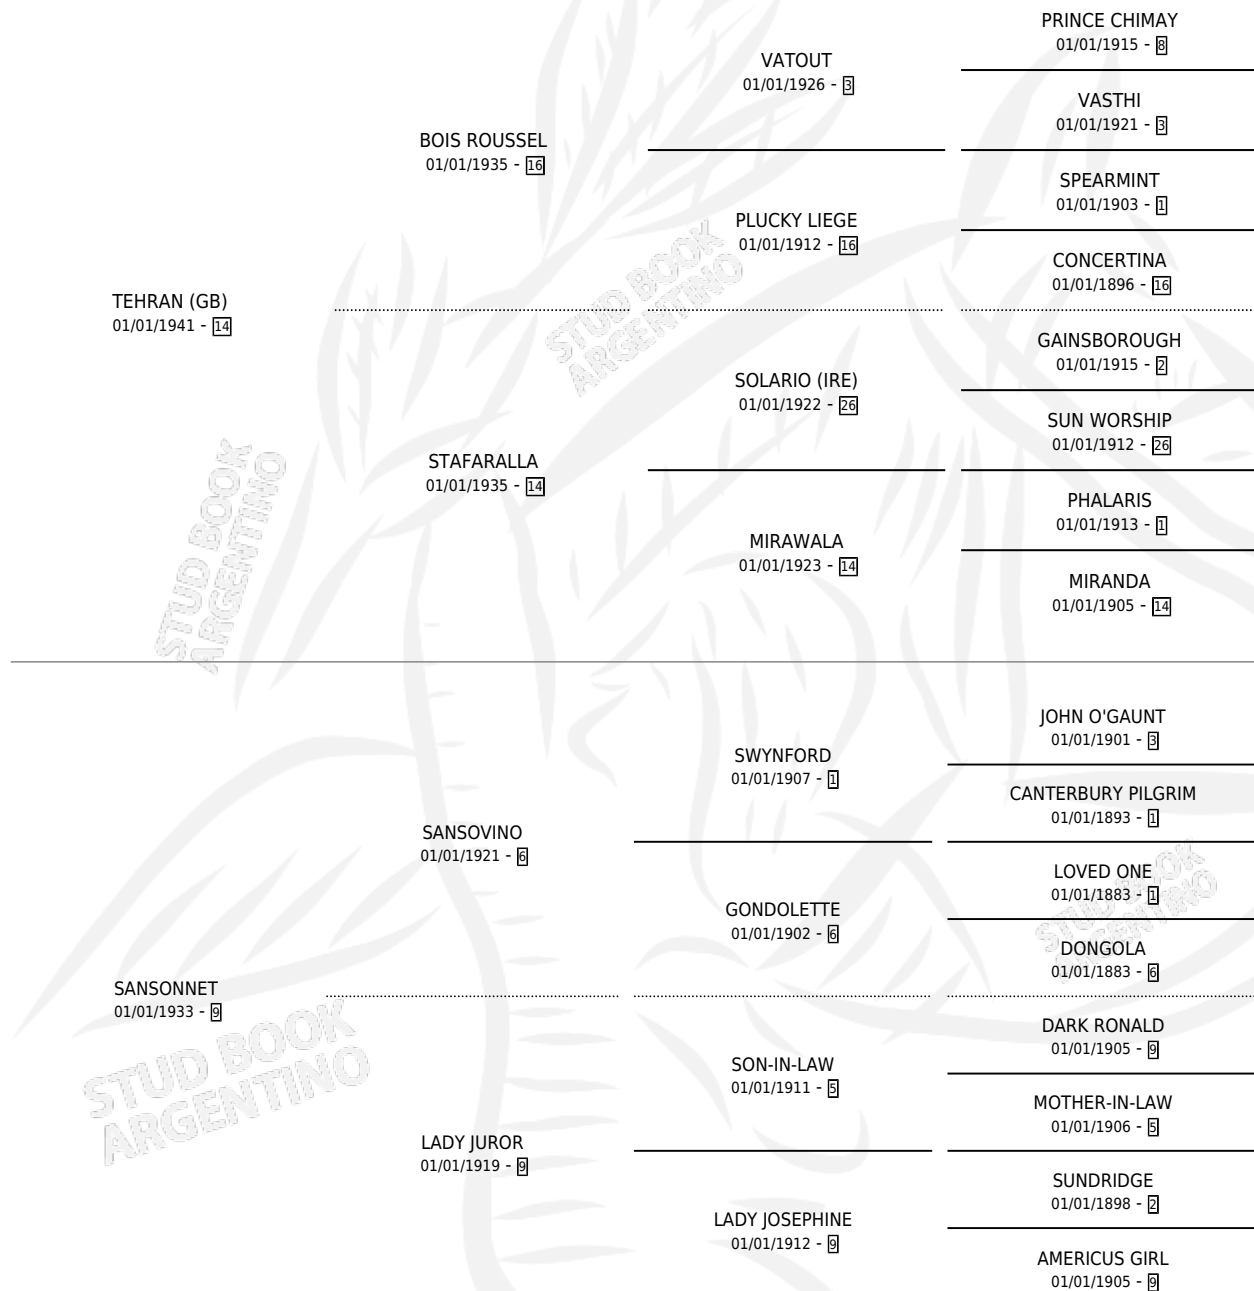 PRINCE CHIMAY
01/01/1915 - 8
VATOUT
01/01/1926 - 3
VASTHI
01/01/1921 - 3
BOIS ROUSSEL
01/01/1935 - 16
SPEARMINT
01/01/1903 - 1
PLUCKY LIEGE
01/01/1912 - 16
CONCERTINA
01/01/1896 - 16
TEHRAN (GB)
01/01/1941 - 14
STUD BOOK
ARGENTINO
GAINSBOROUGH
01/01/1915 - 2
SOLARIO (IRE)
01/01/1922 - 26
SUN WORSHIP
01/01/1912 - 26
STAFARALLA
01/01/1935 - 14
PHALARIS
01/01/1913 - 1
MIRAWALA
01/01/1923 - 14
MIRANDA
01/01/1905 - 14
STUD BOOK
ARGENTINO
JOHN O'GAUNT
01/01/1901 - 3
SWYNFORD
01/01/1907 - 1
CANTERBURY PILGRIM
01/01/1893 - 1
SANSOVINO
01/01/1921 - 6
LOVED ONE
01/01/1883 - 1
GONDOLETTE
01/01/1902 - 6
DONGOLA
01/01/1883 - 6
STUD BOOK
ARGENTINO
SANSONNET
01/01/1933 - 9
DARK RONALD
01/01/1905 - 9
SON-IN-LAW
01/01/1911 - 5
MOTHER-IN-LAW
01/01/1906 - 5
STUD BOOK
ARGENTINO
LADY JUROR
01/01/1919 - 9
SUNDRIDGE
01/01/1898 - 2
LADY JOSEPHINE
01/01/1912 - 9
AMERICUS GIRL
01/01/1905 - 9